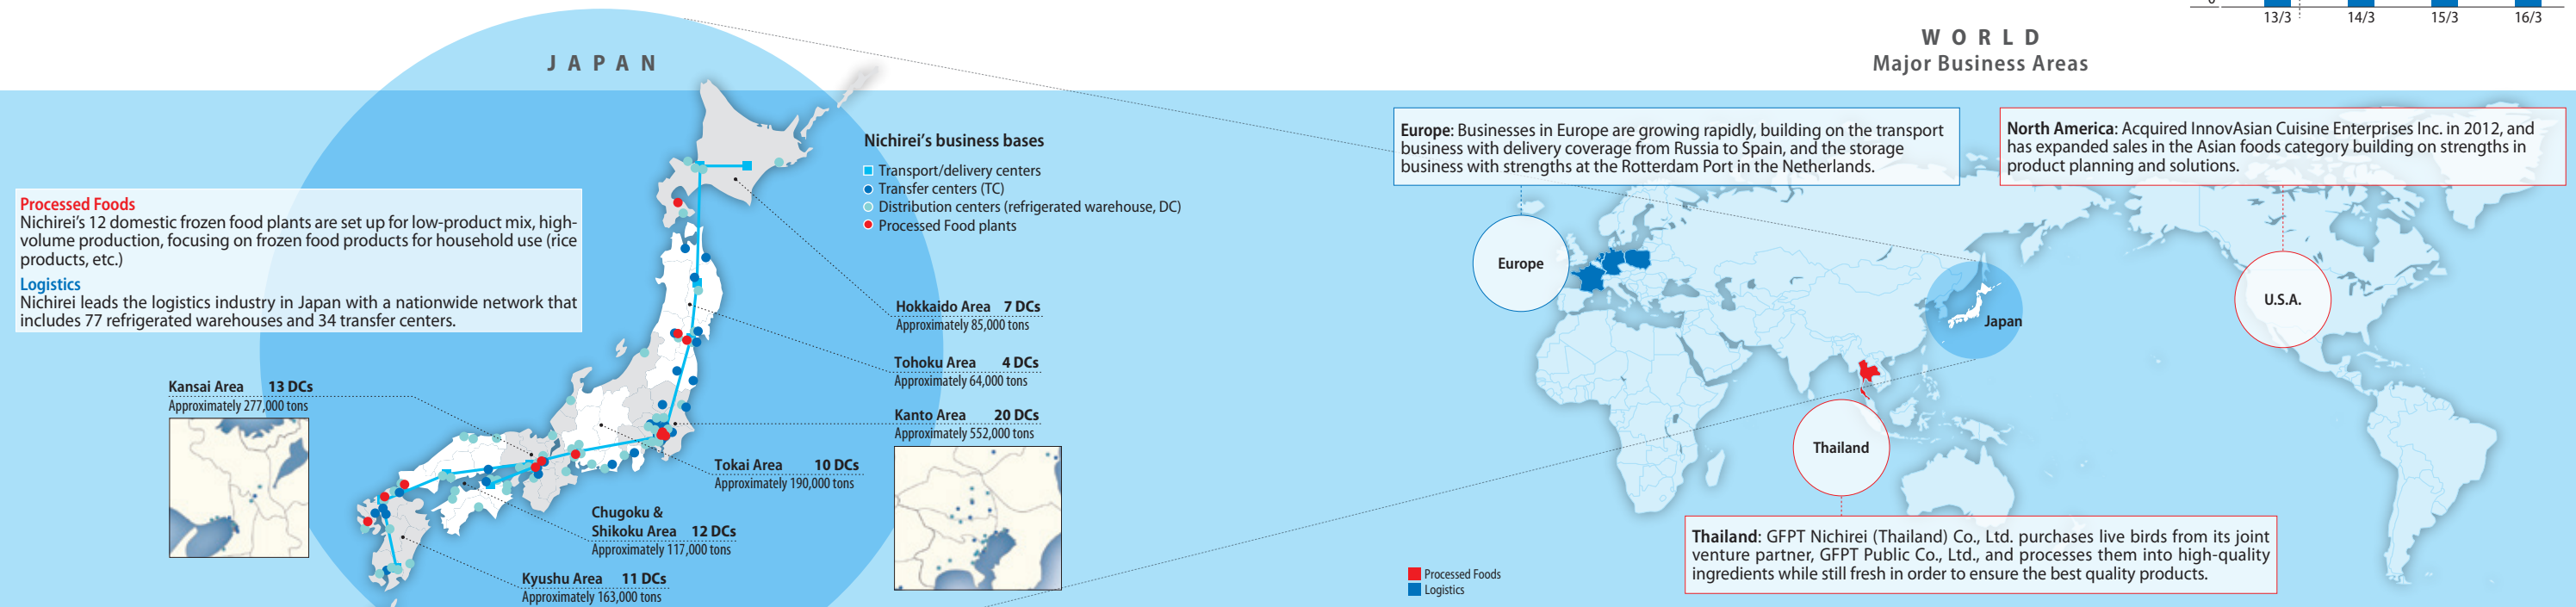 0
13/3 14/3 15/3 16/3
JAPAN
WORLD
Major Business Areas
Processed Foods
Nichirei's 12 domestic frozen food plants are set up for low-product mix, high-
volume production, focusing on frozen food products for household use (rice
products, etc.)
Logistics
Nichirei leads the logistics industry in Japan with a nationwide network that
includes 77 refrigerated warehouses and 34 transfer centers.
Nichirei's business bases
Transport/delivery centers
Transfer centers (TC)
Distribution centers (refrigerated warehouse, DC)
Processed Food plants
Hokkaido Area 7 DCs
Approximately 85,000 tons
Tohoku Area 4 DCs
Approximately 64,000 tons
Kanto Area 20 DCs
Approximately 552,000 tons
Kansai Area 13 DCs
Approximately 277,000 tons
Tokai Area 10 DCs
Approximately 190,000 tons
Chugoku &
Shikoku Area 12 DCs
Approximately 117,000 tons
Kyushu Area 11 DCs
Approximately 163,000 tons
Europe: Businesses in Europe are growing rapidly, building on the transport
business with delivery coverage from Russia to Spain, and the storage
business with strengths at the Rotterdam Port in the Netherlands.
North America: Acquired InnovAsian Cuisine Enterprises Inc. in 2012, and
has expanded sales in the Asian foods category building on strengths in
product planning and solutions.
Europe
Japan
U.S.A.
Thailand
Thailand: GFPT Nichirei (Thailand) Co., Ltd. purchases live birds from its joint
venture partner, GFPT Public Co., Ltd., and processes them into high-quality
ingredients while still fresh in order to ensure the best quality products.
Processed Foods
Logistics